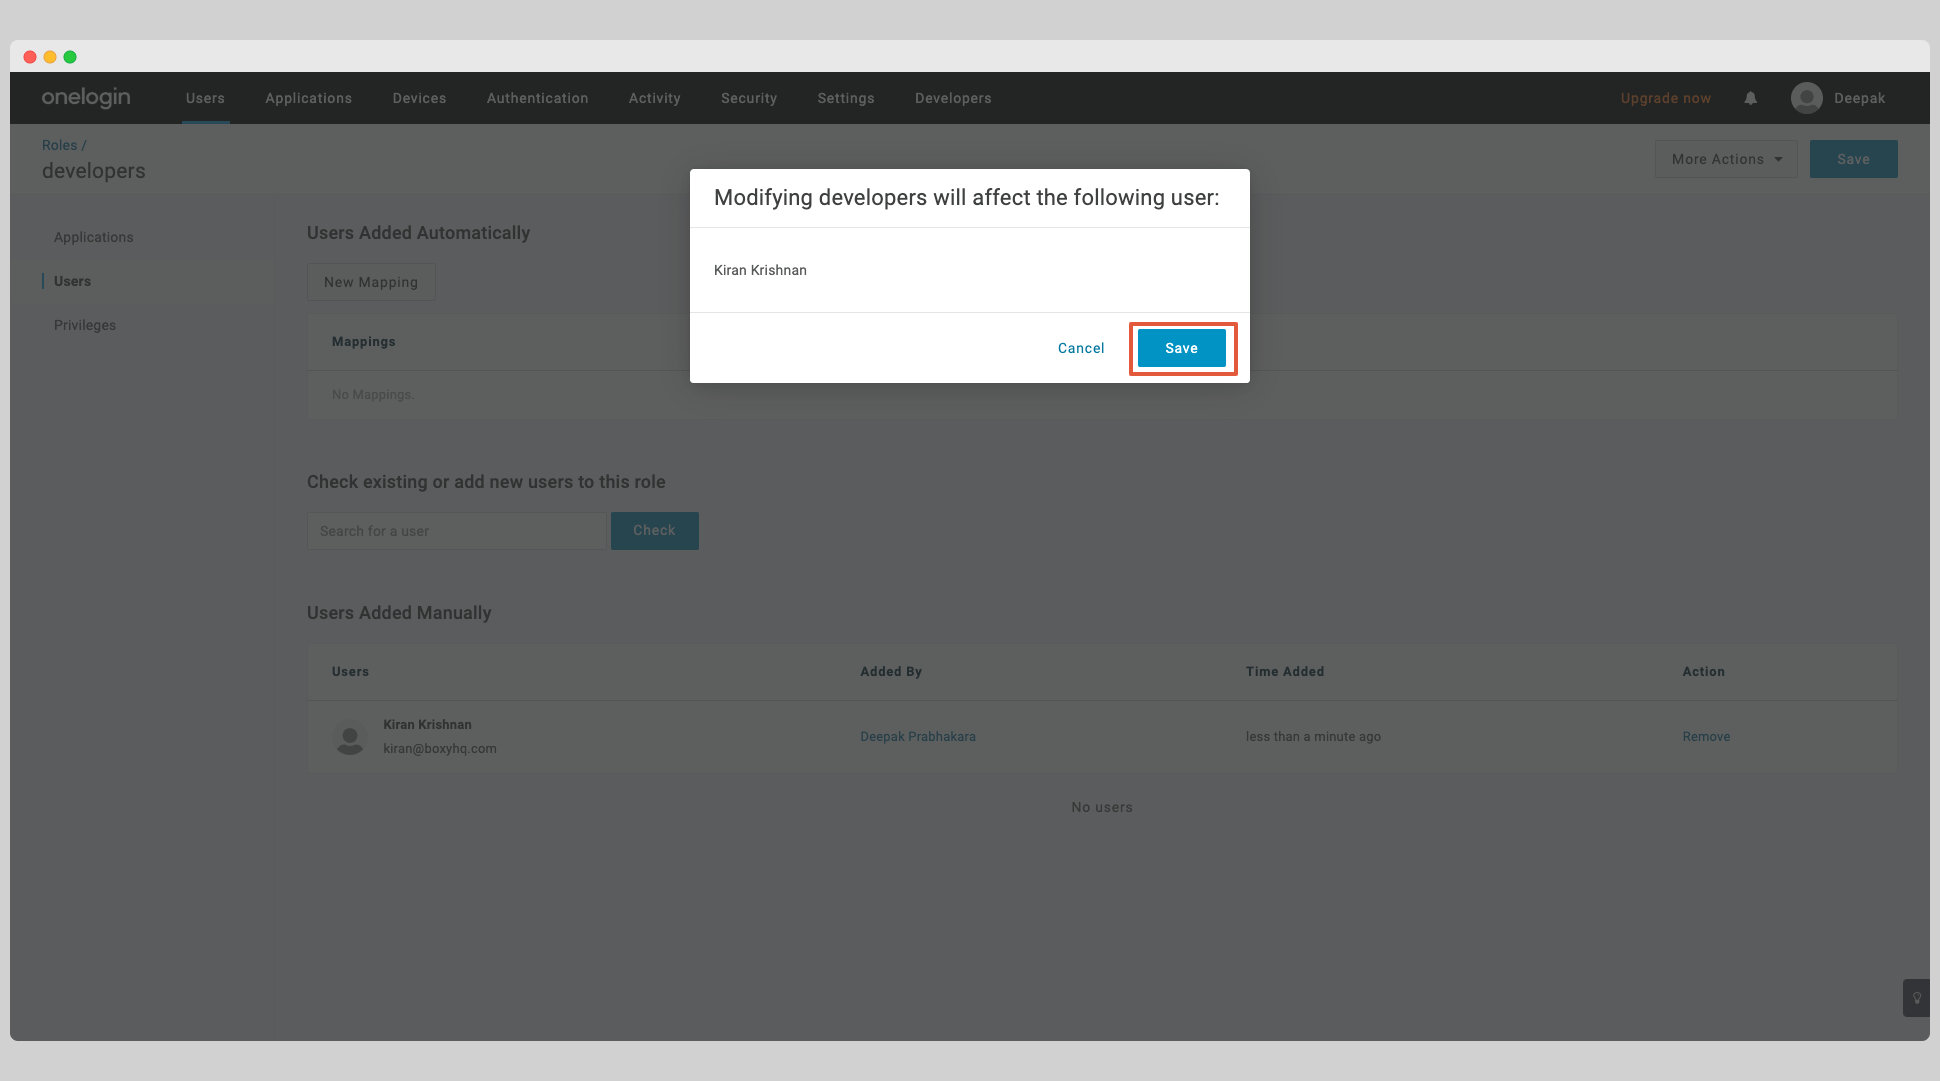 onelogin
Users Applications Devices Authentication Activity Security Settings Developers Upgrade now Deepak
Roles /
developers
More Actions Save
Modifying developers will affect the following user:
Kiran Krishnan
Cancel Save
Applications
Users
Privileges
Users Added Automatically
New Mapping
Mappings
No Mappings.
Check existing or add new users to this role
Search for a user Check
Users Added Manually
Users Added By Time Added Action
Kiran Krishnan
kiran@boxyhq.com
Deepak Prabhakara less than a minute ago Remove
No users